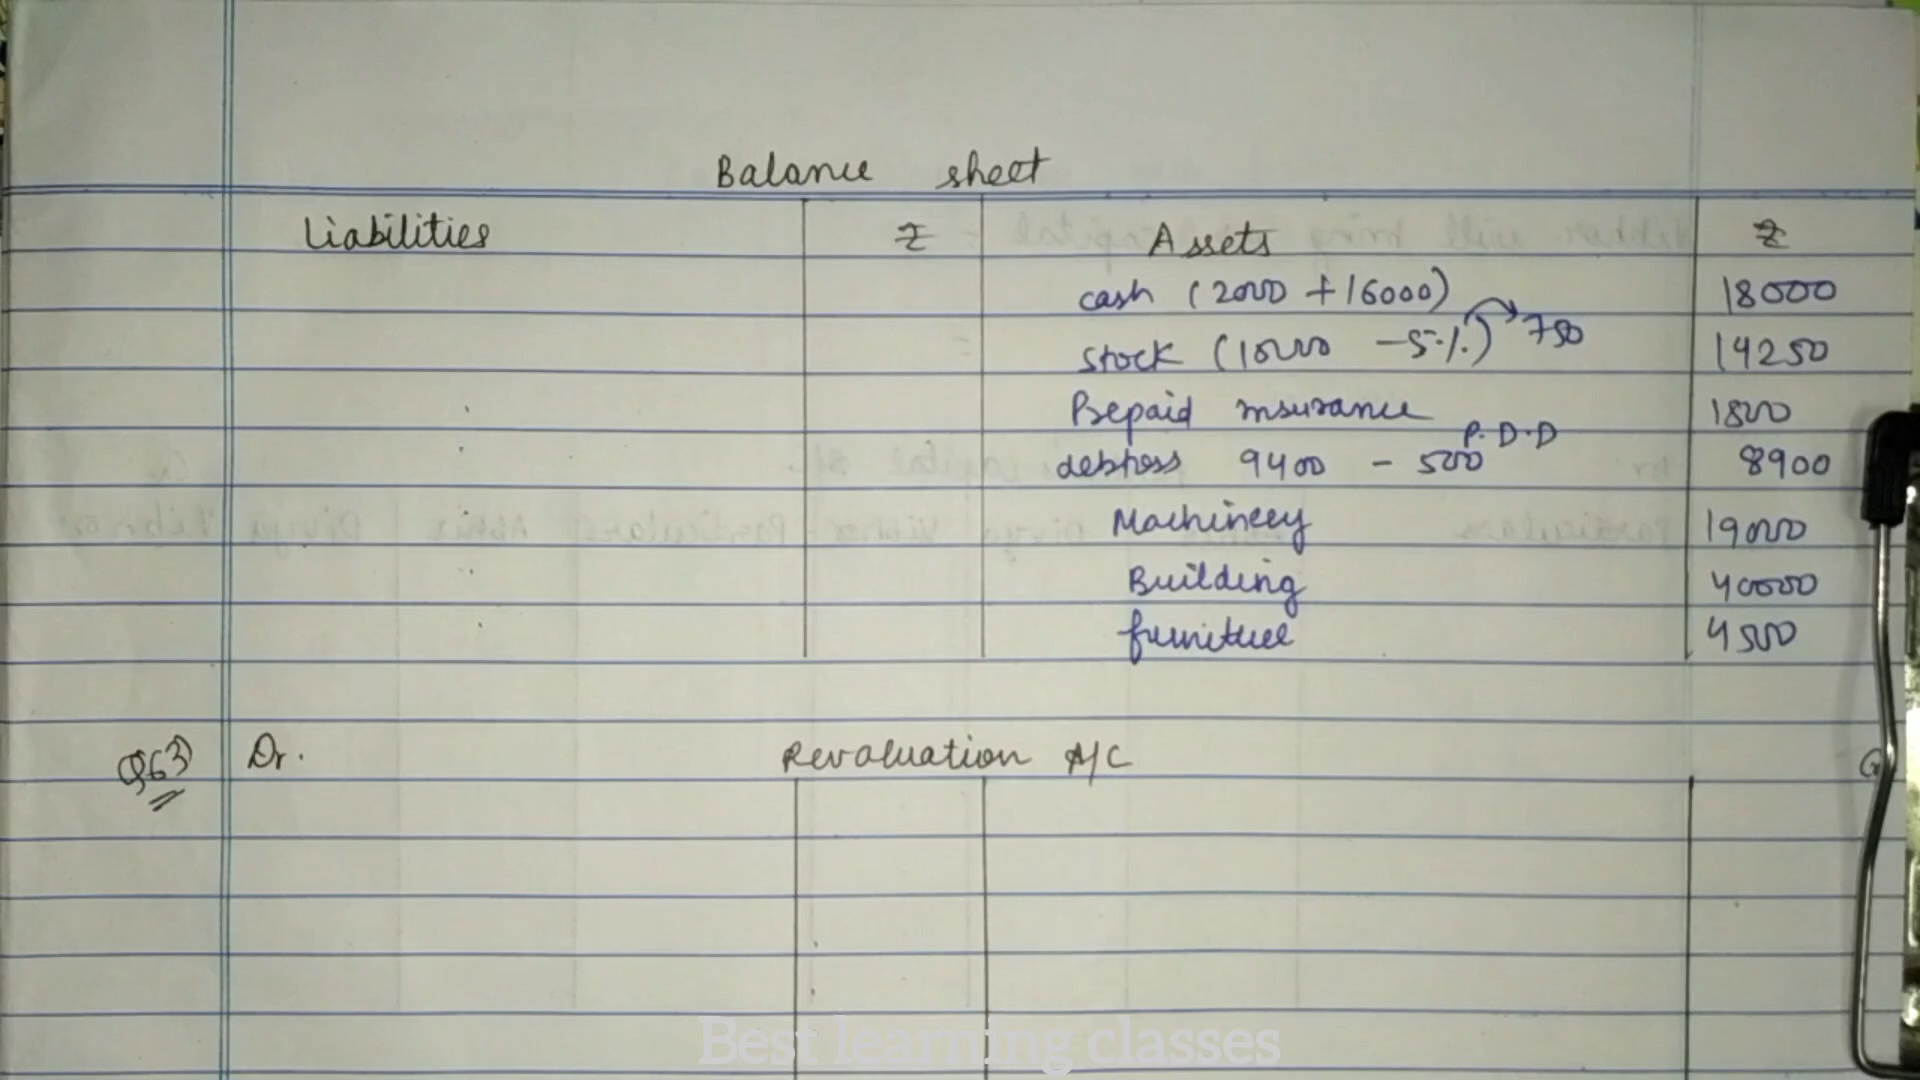 Balance sheet
Liabilities ₹ Assets ₹
cash (2000 + 16000) 18000
stock (15000 - 5%) 750 14250
Prepaid insurance 1800
P.D.D
debtors 9400 - 500 8900
Machinery 19000
Building 40000
furniture 4500
Q63) Dr. Revaluation A/C Cr
Best learning classes